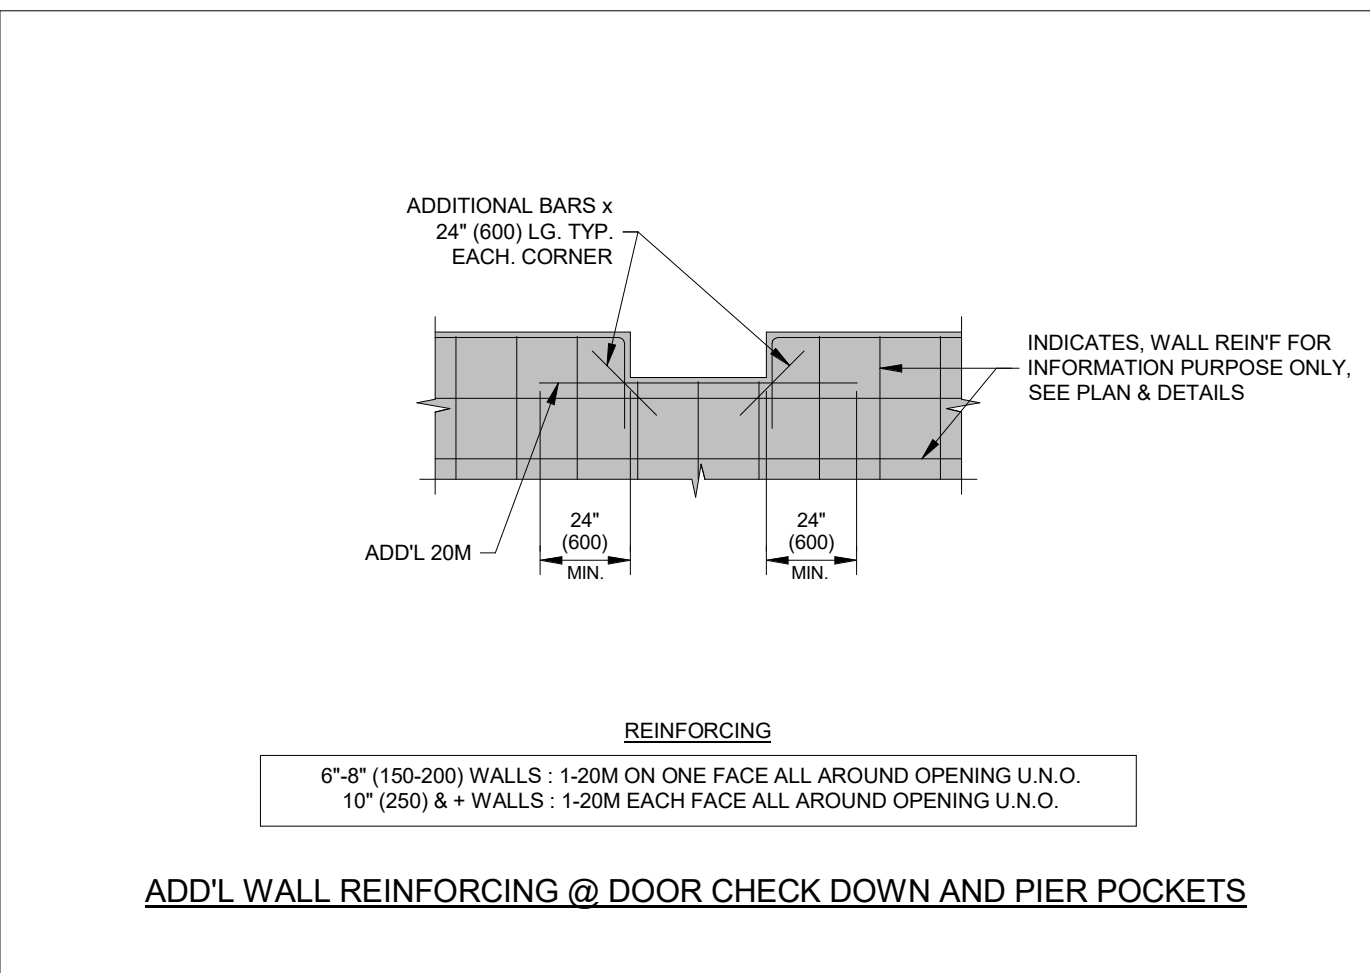 ADDITIONAL BARS x
24" (600) LG. TYP.
EACH. CORNER
INDICATES, WALL REIN'F FOR
INFORMATION PURPOSE ONLY,
SEE PLAN & DETAILS
ADD'L 20M
24"
(600)
MIN.
24"
(600)
MIN.
REINFORCING
6"-8" (150-200) WALLS : 1-20M ON ONE FACE ALL AROUND OPENING U.N.O.
10" (250) & + WALLS : 1-20M EACH FACE ALL AROUND OPENING U.N.O.
ADD'L WALL REINFORCING @ DOOR CHECK DOWN AND PIER POCKETS